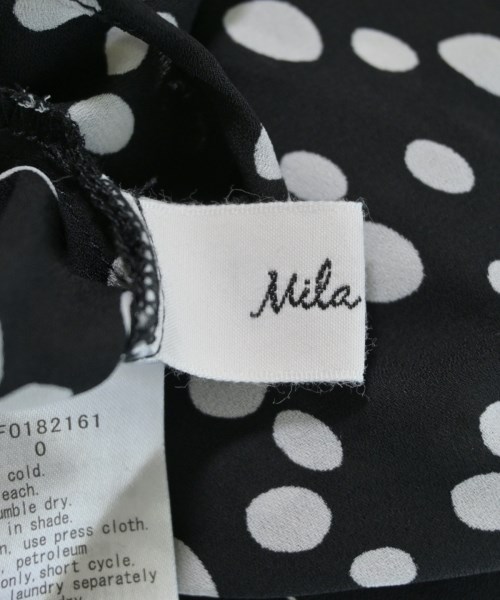 Mila
F0182161
0
cold.
each.
umble dry.
in shade.
n, use press cloth.
, petroleum
only, short cycle.
laundry separately